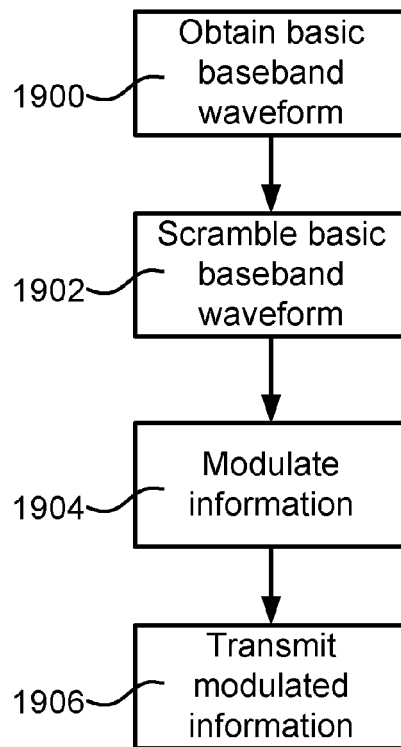 Obtain basic
baseband
waveform
1900
Scramble basic
baseband
waveform
1902
Modulate
information
1904
Transmit
modulated
information
1906